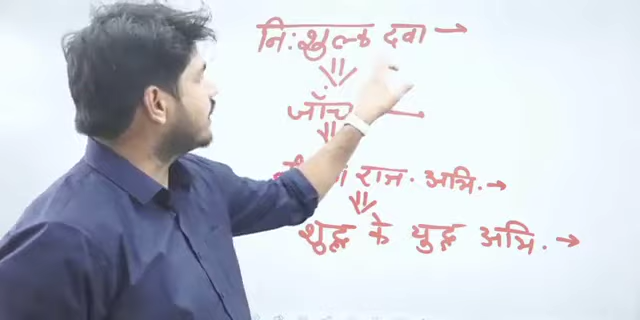 नि:शुल्क दवा →
जाँच
राज. अभि. →
शुद्ध के युद्ध अभि. →